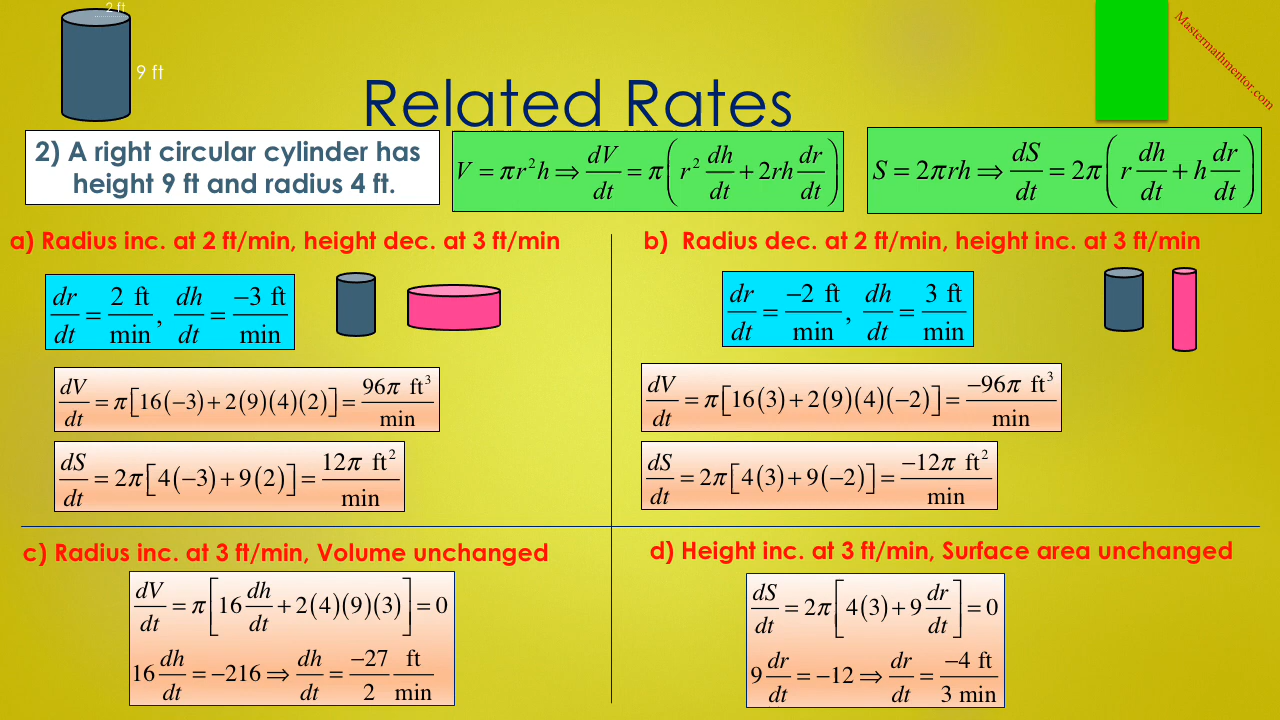 2 ft
9 ft
Mastermathmentor.com
Related Rates
2) A right circular cylinder has
height 9 ft and radius 4 ft.
V = πr²h ⇒ dV/dt = π(r² dh/dt + 2rh dr/dt)
S = 2πrh ⇒ dS/dt = 2π(r dh/dt + h dr/dt)
a) Radius inc. at 2 ft/min, height dec. at 3 ft/min
dr/dt = 2 ft/min, dh/dt = −3 ft/min
dV/dt = π[16(−3)+2(9)(4)(2)] = 96π ft³/min
dS/dt = 2π[4(−3)+9(2)] = 12π ft²/min
b) Radius dec. at 2 ft/min, height inc. at 3 ft/min
dr/dt = −2 ft/min, dh/dt = 3 ft/min
dV/dt = π[16(3)+2(9)(4)(−2)] = −96π ft³/min
dS/dt = 2π[4(3)+9(−2)] = −12π ft²/min
c) Radius inc. at 3 ft/min, Volume unchanged
dV/dt = π[16 dh/dt + 2(4)(9)(3)] = 0
16 dh/dt = −216 ⇒ dh/dt = −27/2 ft/min
d) Height inc. at 3 ft/min, Surface area unchanged
dS/dt = 2π[4(3)+9 dr/dt] = 0
9 dr/dt = −12 ⇒ dr/dt = −4 ft/3 min